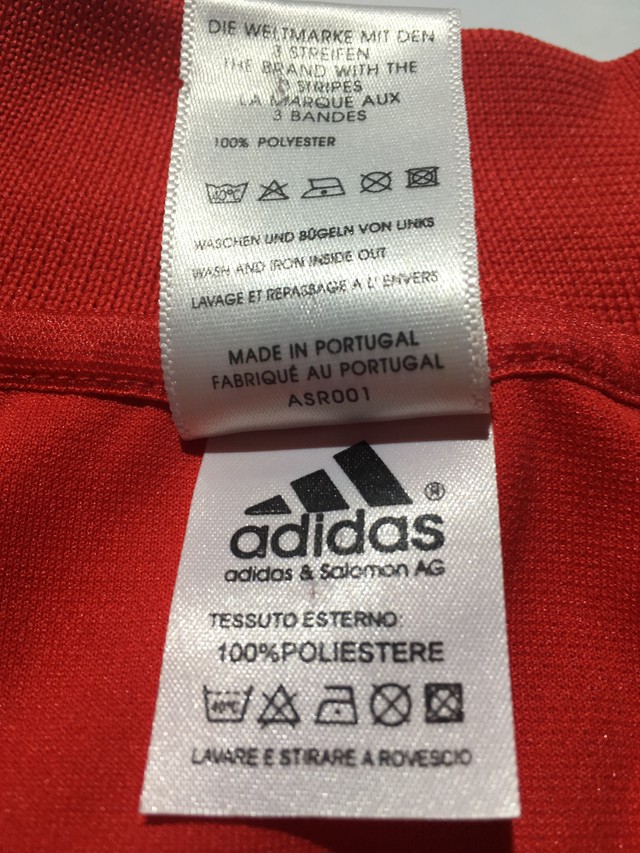 DIE WELTMARKE MIT DEN
3 STREIFEN
THE BRAND WITH THE
3 STRIPES
LA MARQUE AUX
3 BANDES
100% POLYESTER
40°C
WASCHEN UND BÜGELN VON LINKS
WASH AND IRON INSIDE OUT
LAVAGE ET REPASSAGE A L' ENVERS
MADE IN PORTUGAL
FABRIQUÉ AU PORTUGAL
ASR001
®
adidas
adidas & Salomon AG
TESSUTO ESTERNO:
100%POLIESTERE
40°C
LAVARE E STIRARE A ROVESCIO